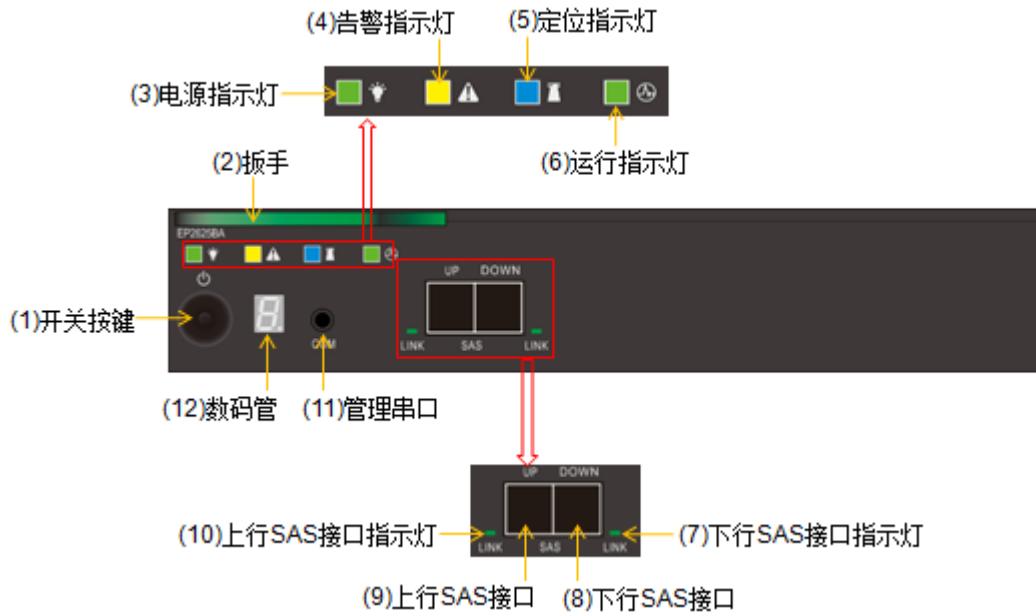 (4)告警指示灯
(5)定位指示灯
(3)电源指示灯
(6)运行指示灯
(2)扳手
EP2625BA
UP DOWN
(1)开关按键
COM
LINK SAS LINK
(12)数码管
(11)管理串口
UP DOWN
(10)上行SAS接口指示灯
(7)下行SAS接口指示灯
LINK SAS LINK
(9)上行SAS接口
(8)下行SAS接口